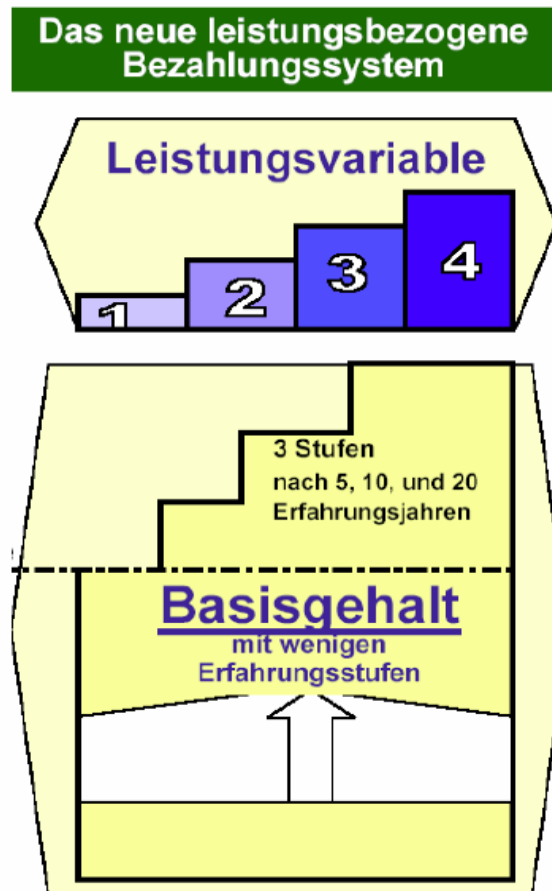 Das neue leistungsbezogene
Bezahlungssystem
Leistungsvariable
1
2
3
4
3 Stufen
nach 5, 10, und 20
Erfahrungsjahren
Basisgehalt
mit wenigen
Erfahrungsstufen